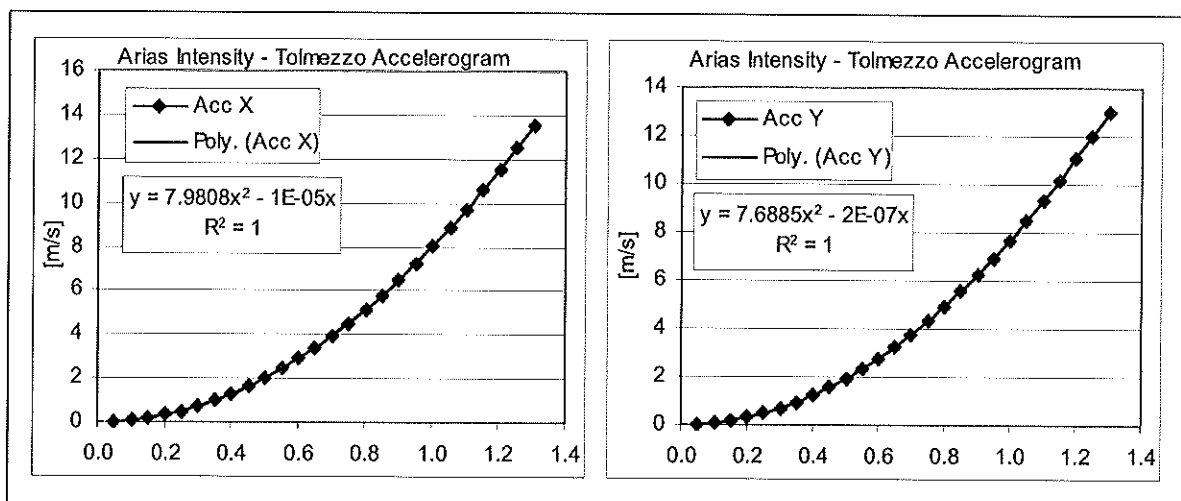 Arias Intensity - Tolmezzo Accelerogram
16
14
12
10
8
6
4
2
0
[m/s]
Acc X
Poly. (Acc X)
y = 7.9808x² - 1E-05x
R² = 1
0.0 0.2 0.4 0.6 0.8 1.0 1.2 1.4
Arias Intensity - Tolmezzo Accelerogram
14
12
10
8
6
4
2
0
[m/s]
Acc Y
Poly. (Acc Y)
y = 7.6885x² - 2E-07x
R² = 1
0.0 0.2 0.4 0.6 0.8 1.0 1.2 1.4